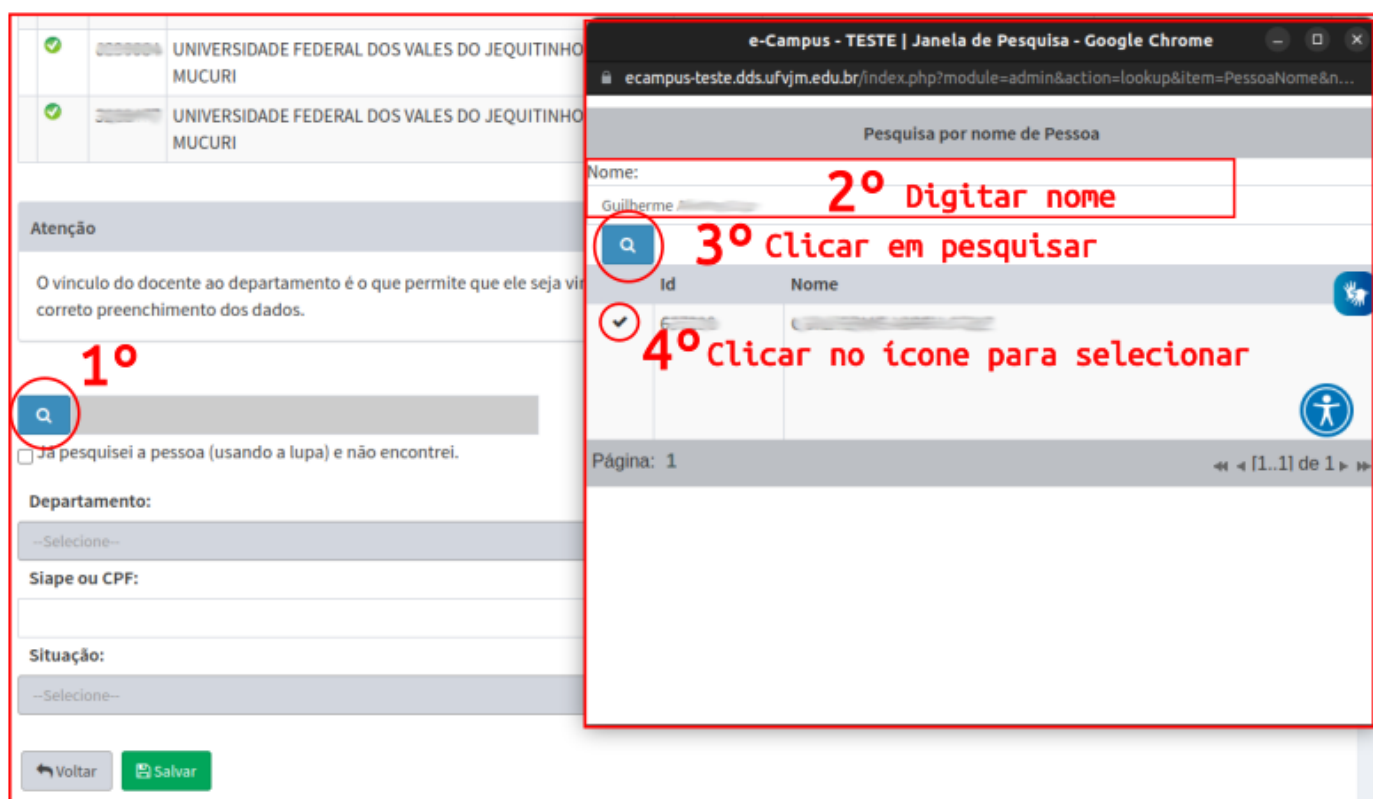 UNIVERSIDADE FEDERAL DOS VALES DO JEQUITINHO
MUCURI
UNIVERSIDADE FEDERAL DOS VALES DO JEQUITINHO
MUCURI
Atenção
O vínculo do docente ao departamento é o que permite que ele seja vin
correto preenchimento dos dados.
1º
Já pesquisei a pessoa (usando a lupa) e não encontrei.
Departamento:
--Selecione--
Siape ou CPF:
Situação:
--Selecione--
Voltar
Salvar
e-Campus - TESTE | Janela de Pesquisa - Google Chrome
ecampus-teste.dds.ufvjm.edu.br/index.php?module=admin&action=lookup&item=PessoaNome&n...
Pesquisa por nome de Pessoa
Nome:
2º Digitar nome
Guilherme
3º Clicar em pesquisar
Id Nome
4º Clicar no ícone para selecionar
Página: 1
[1..1] de 1